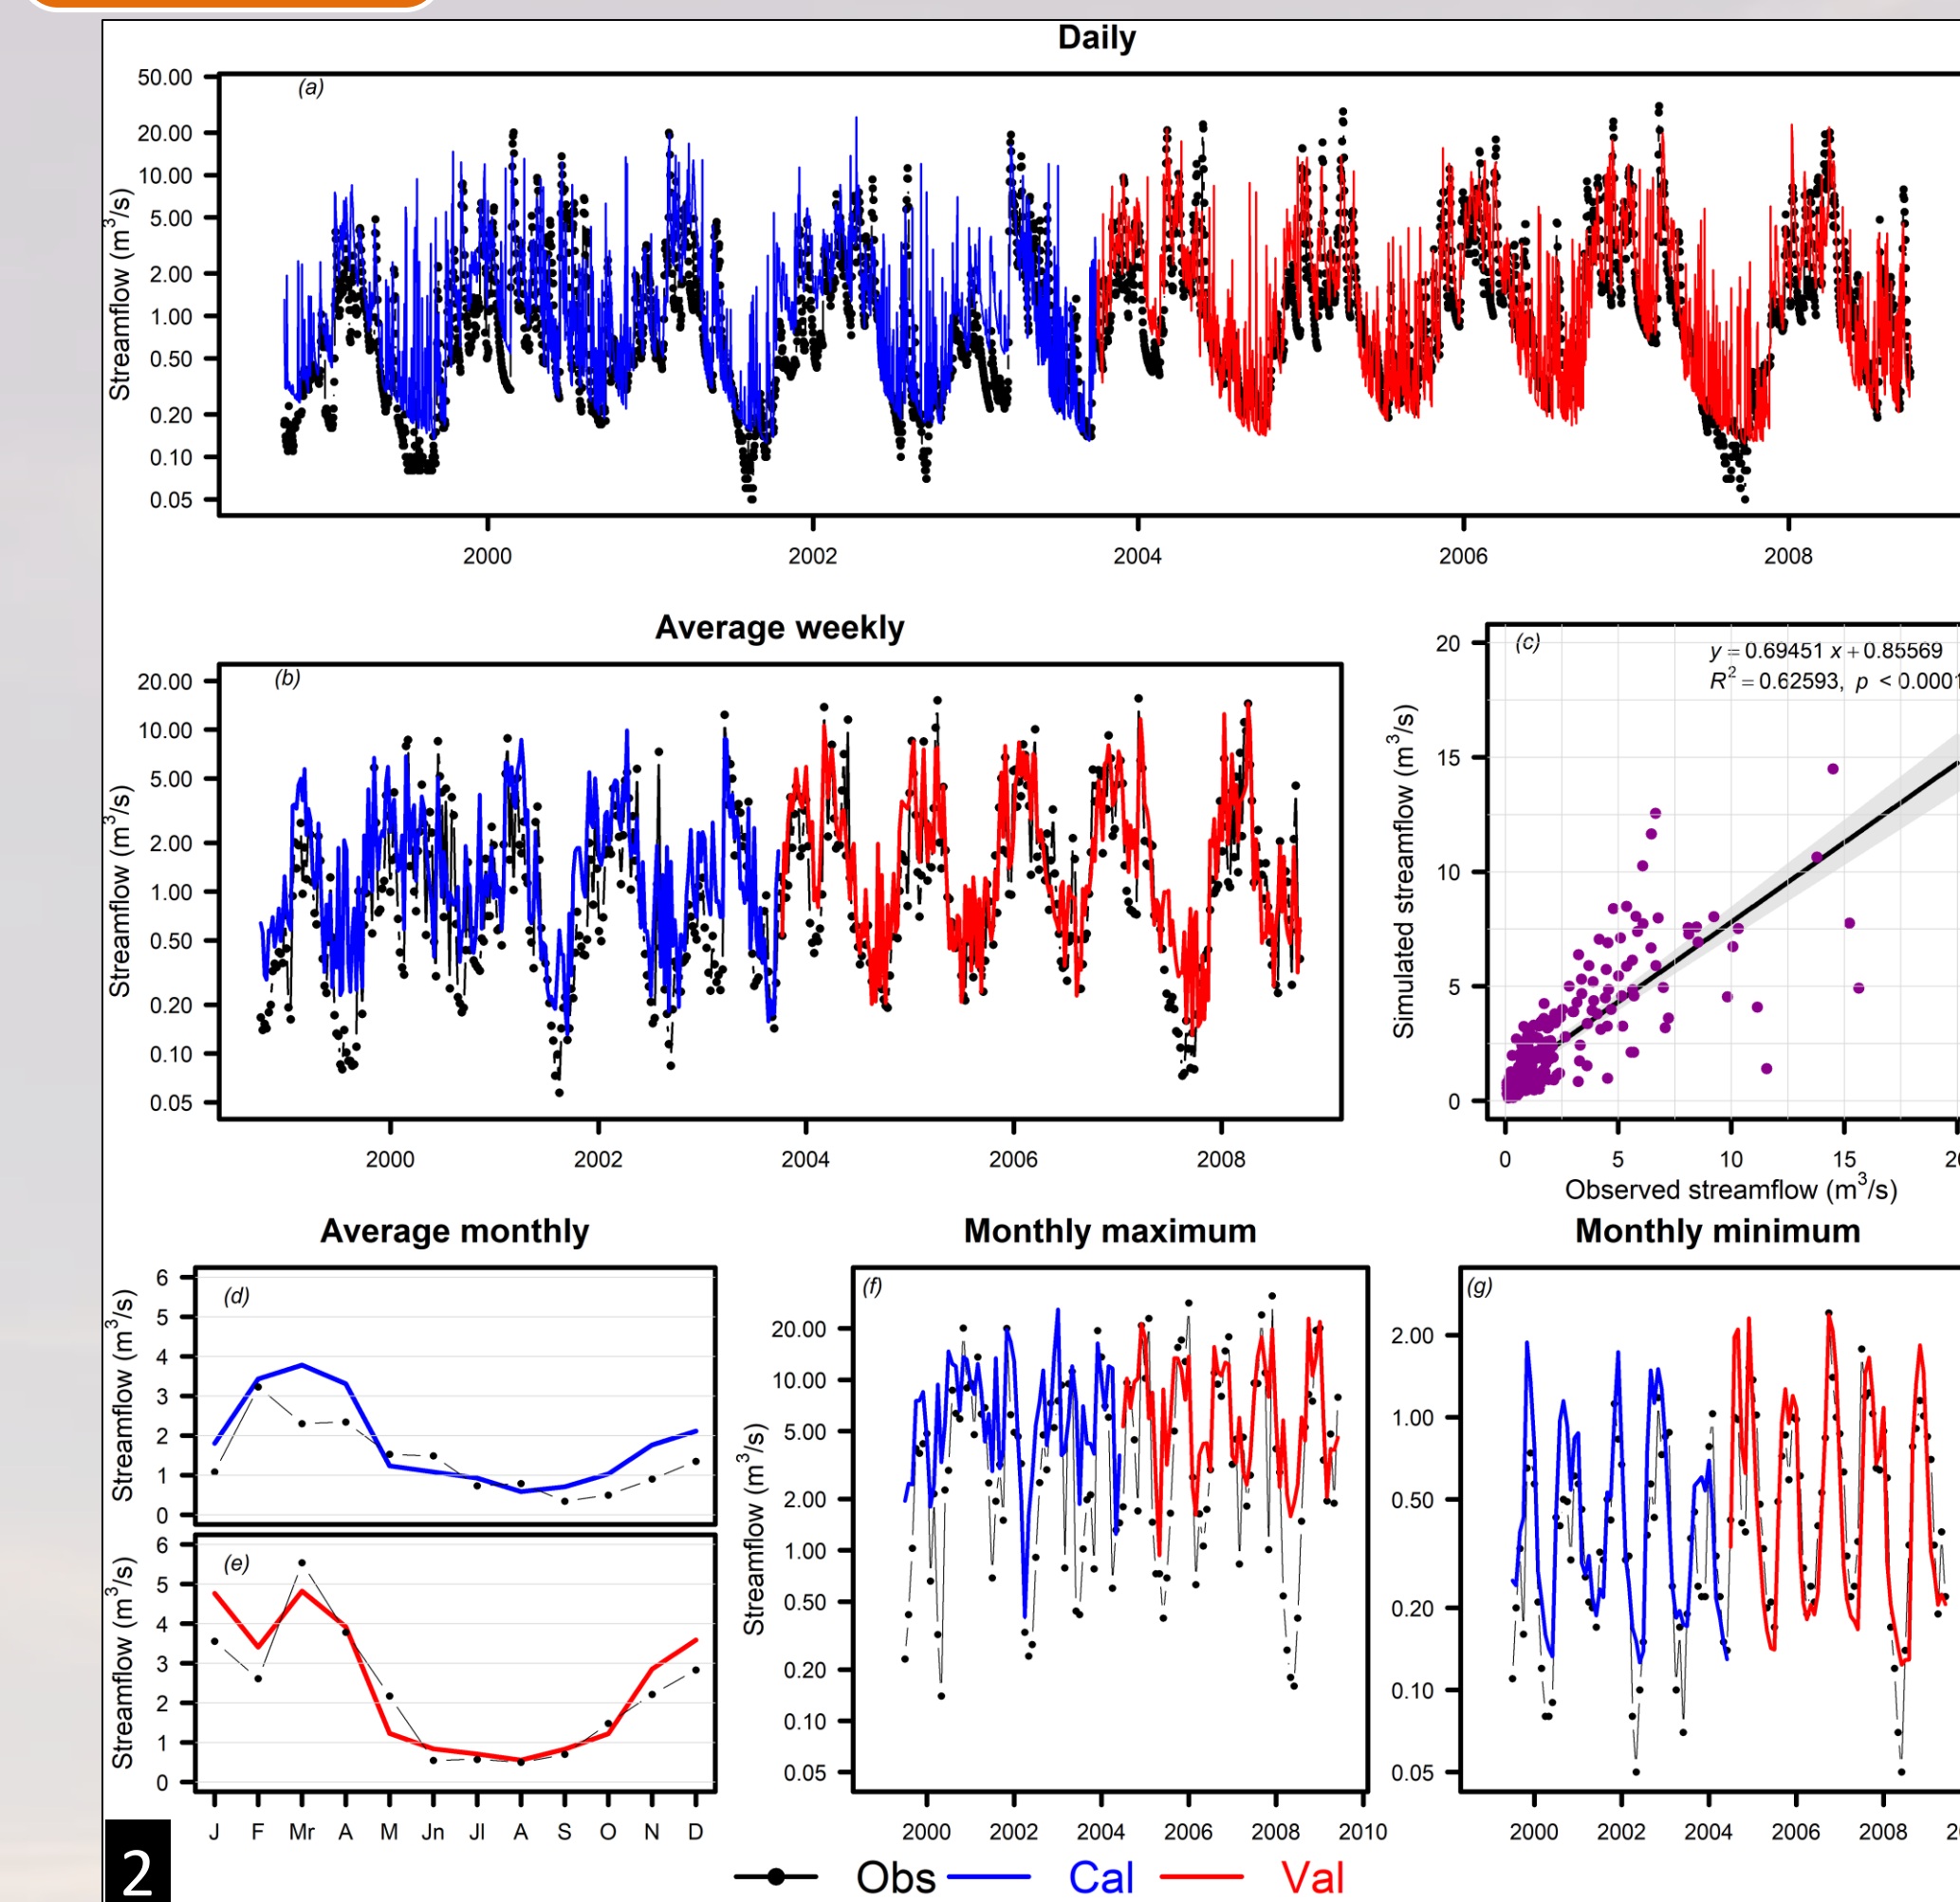 Daily
(a)
Streamflow (m³/s)
50.00
20.00
10.00
5.00
2.00
1.00
0.50
0.20
0.10
0.05
2000 2002 2004 2006 2008
Average weekly
(b)
Streamflow (m³/s)
20.00
10.00
5.00
2.00
1.00
0.50
0.20
0.10
0.05
2000 2002 2004 2006 2008
(c)
y = 0.69451 x + 0.85569
R² = 0.62593, p < 0.0001
Simulated streamflow (m³/s)
20
15
10
5
0
0 5 10 15
Observed streamflow (m³/s)
Average monthly
(d)
Streamflow (m³/s)
6
5
4
3
2
1
0
(e)
Streamflow (m³/s)
6
5
4
3
2
1
0
J F Mr A M Jn Jl A S O N D
Monthly maximum
(f)
Streamflow (m³/s)
20.00
10.00
5.00
2.00
1.00
0.50
0.20
0.10
0.05
2000 2002 2004 2006 2008 2010
Monthly minimum
(g)
2.00
1.00
0.50
0.20
0.10
0.05
2000 2002 2004 2006 2008
2
Obs Cal Val